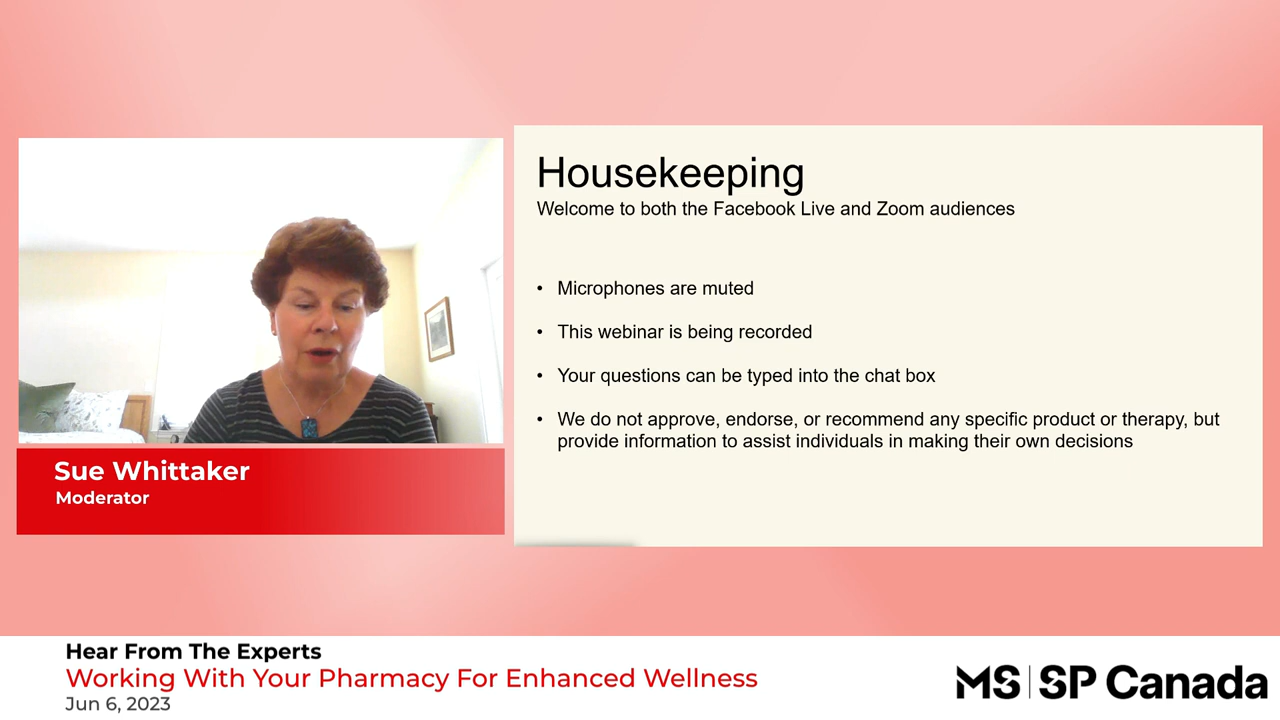 Housekeeping
Welcome to both the Facebook Live and Zoom audiences
• Microphones are muted
• This webinar is being recorded
• Your questions can be typed into the chat box
• We do not approve, endorse, or recommend any specific product or therapy, but
provide information to assist individuals in making their own decisions
Sue Whittaker
Moderator
Hear From The Experts
Working With Your Pharmacy For Enhanced Wellness
Jun 6, 2023
MS | SP Canada